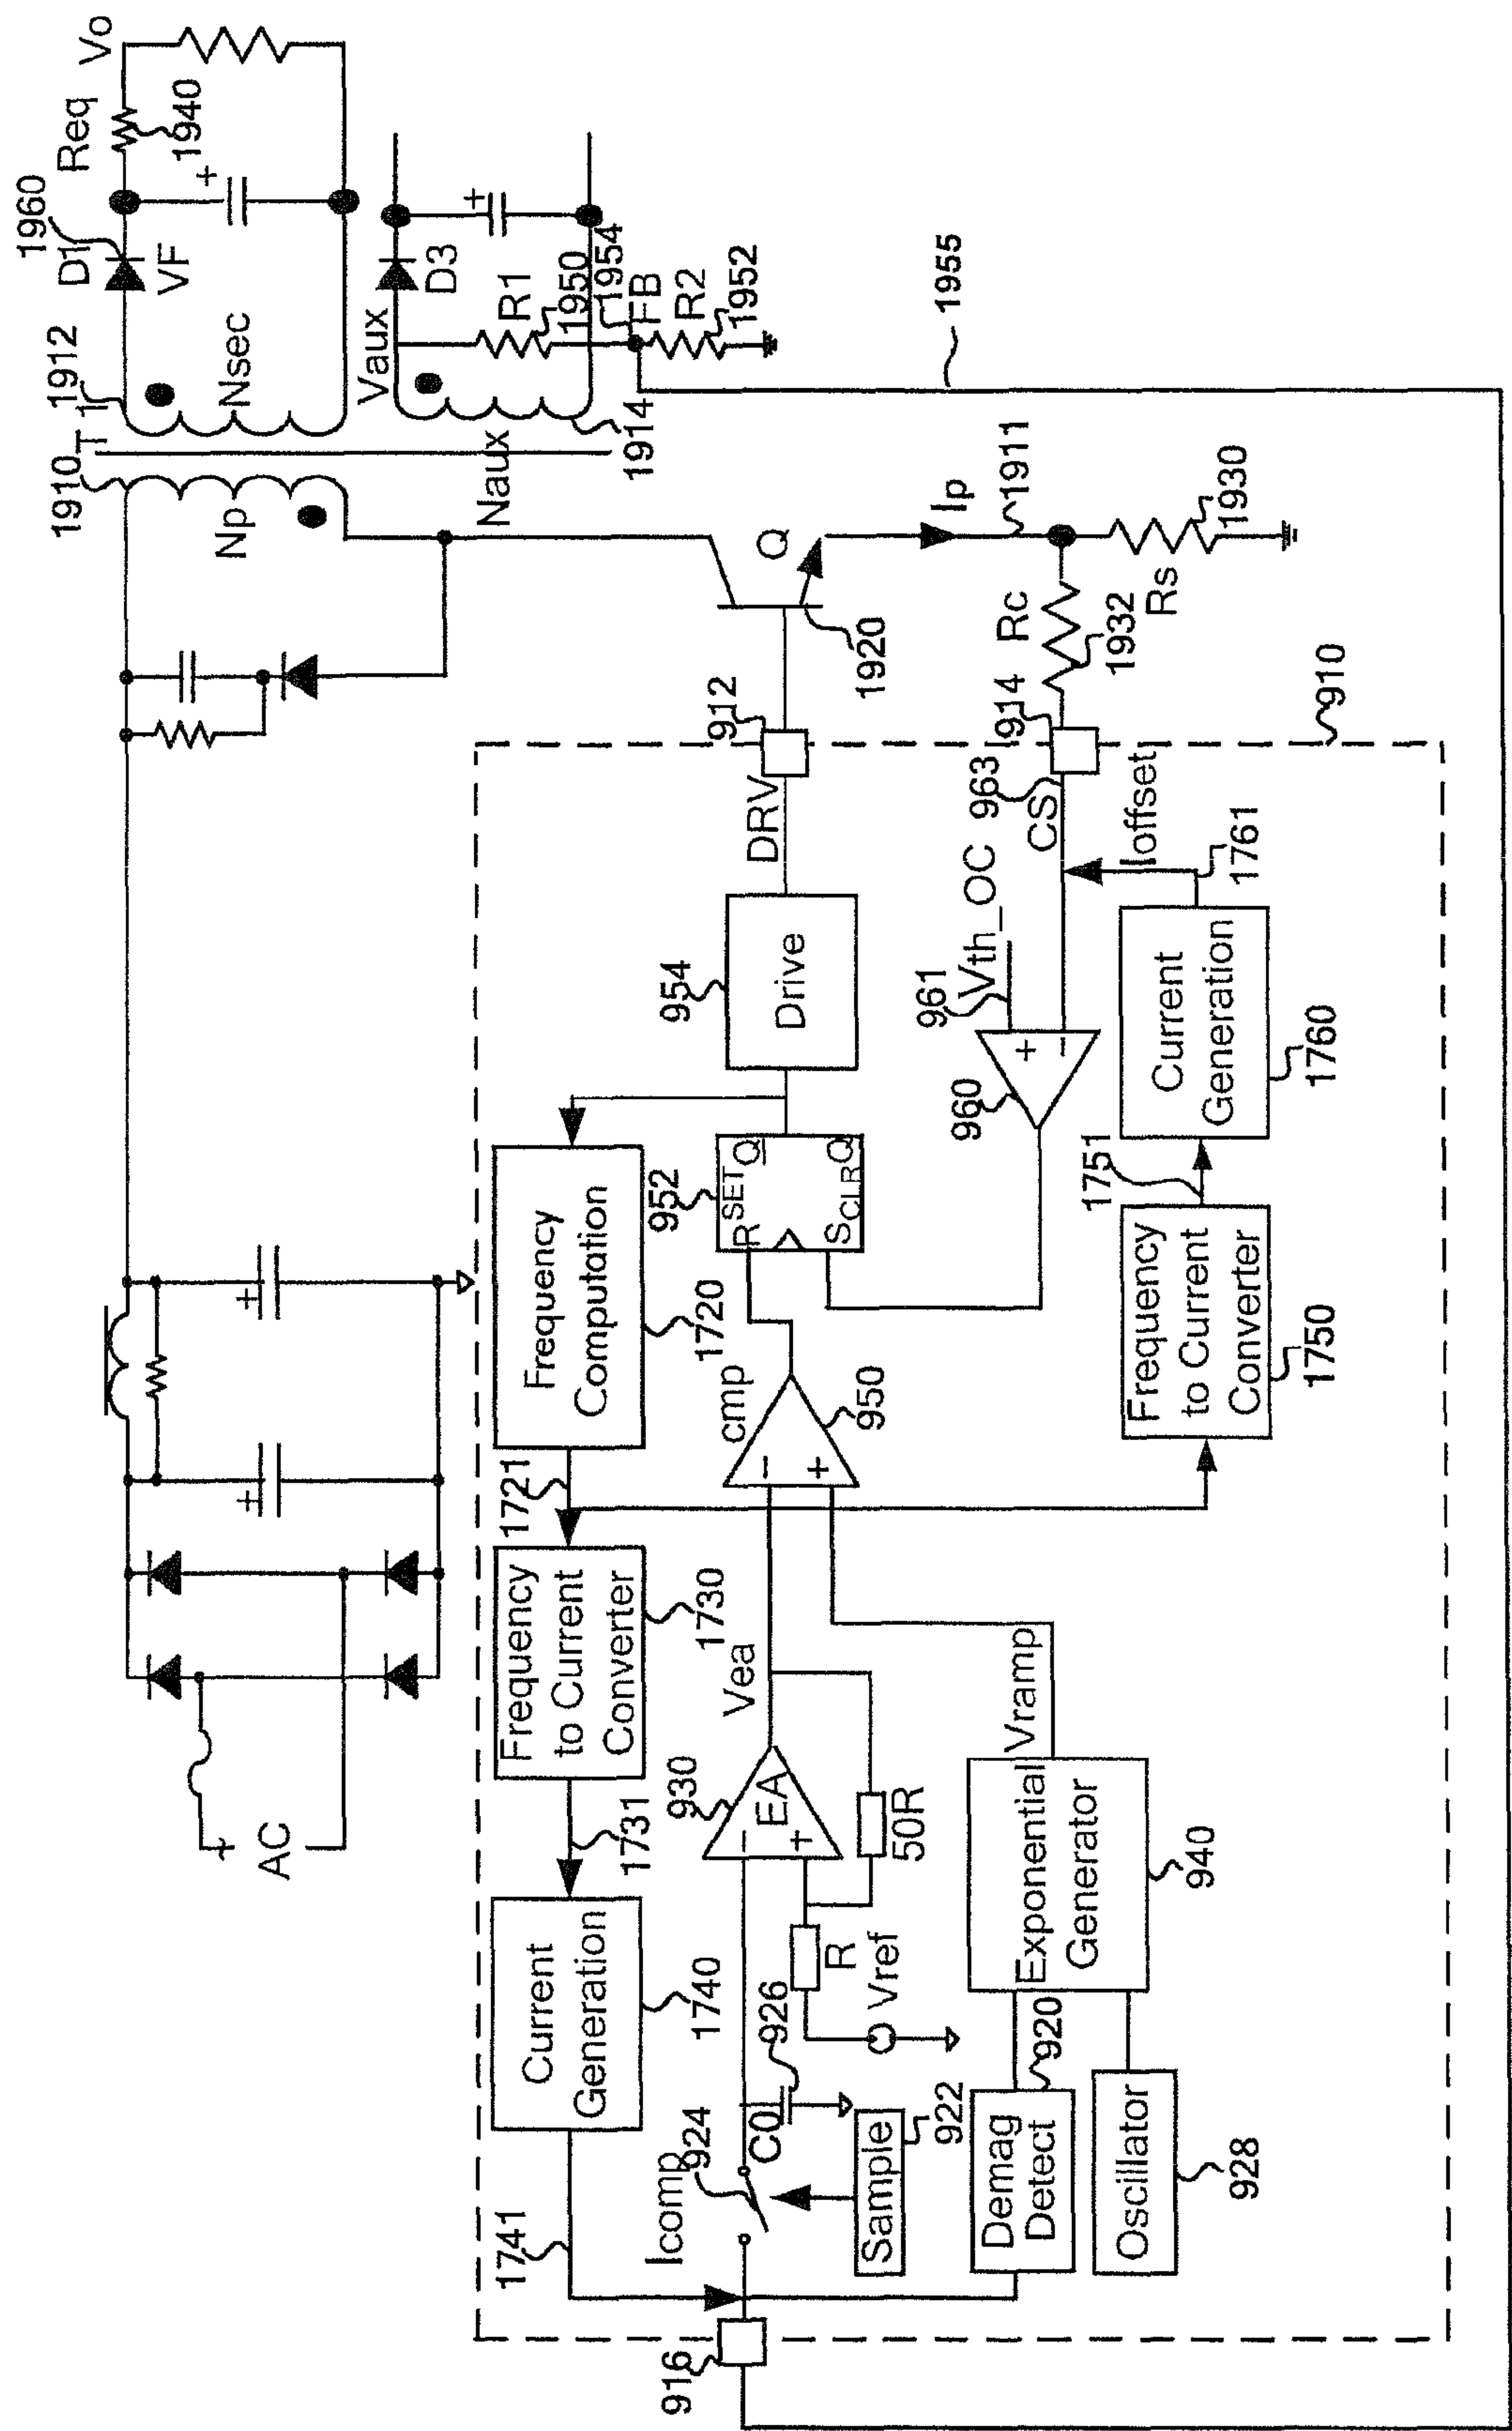 AC
1910
T 1
1912
Np
Nsec
D1
1960
VF
Req
1940
Vo
Naux
Vaux
1914
D3
R1
1950
1954
FB
R2
1952
1955
Q
1920
Ip
1911
Rc
1932
Rs
1930
912
914
910
DRV
963
CS
Ioffset
1761
Vth_OC
961
960
954
Drive
Current
Generation
1760
1751
Frequency
to Current
Converter
1750
952
R SET Q
S CLR Q
Frequency
Computation
1720
1721
cmp
950
Frequency
to Current
Converter
1730
1731
Vea
930
EA
50R
Vramp
Exponential
Generator
940
Current
Generation
1740
1741
R
Vref
926
C0
924
Icomp
Sample
922
920
Demag
Detect
Oscillator
928
916